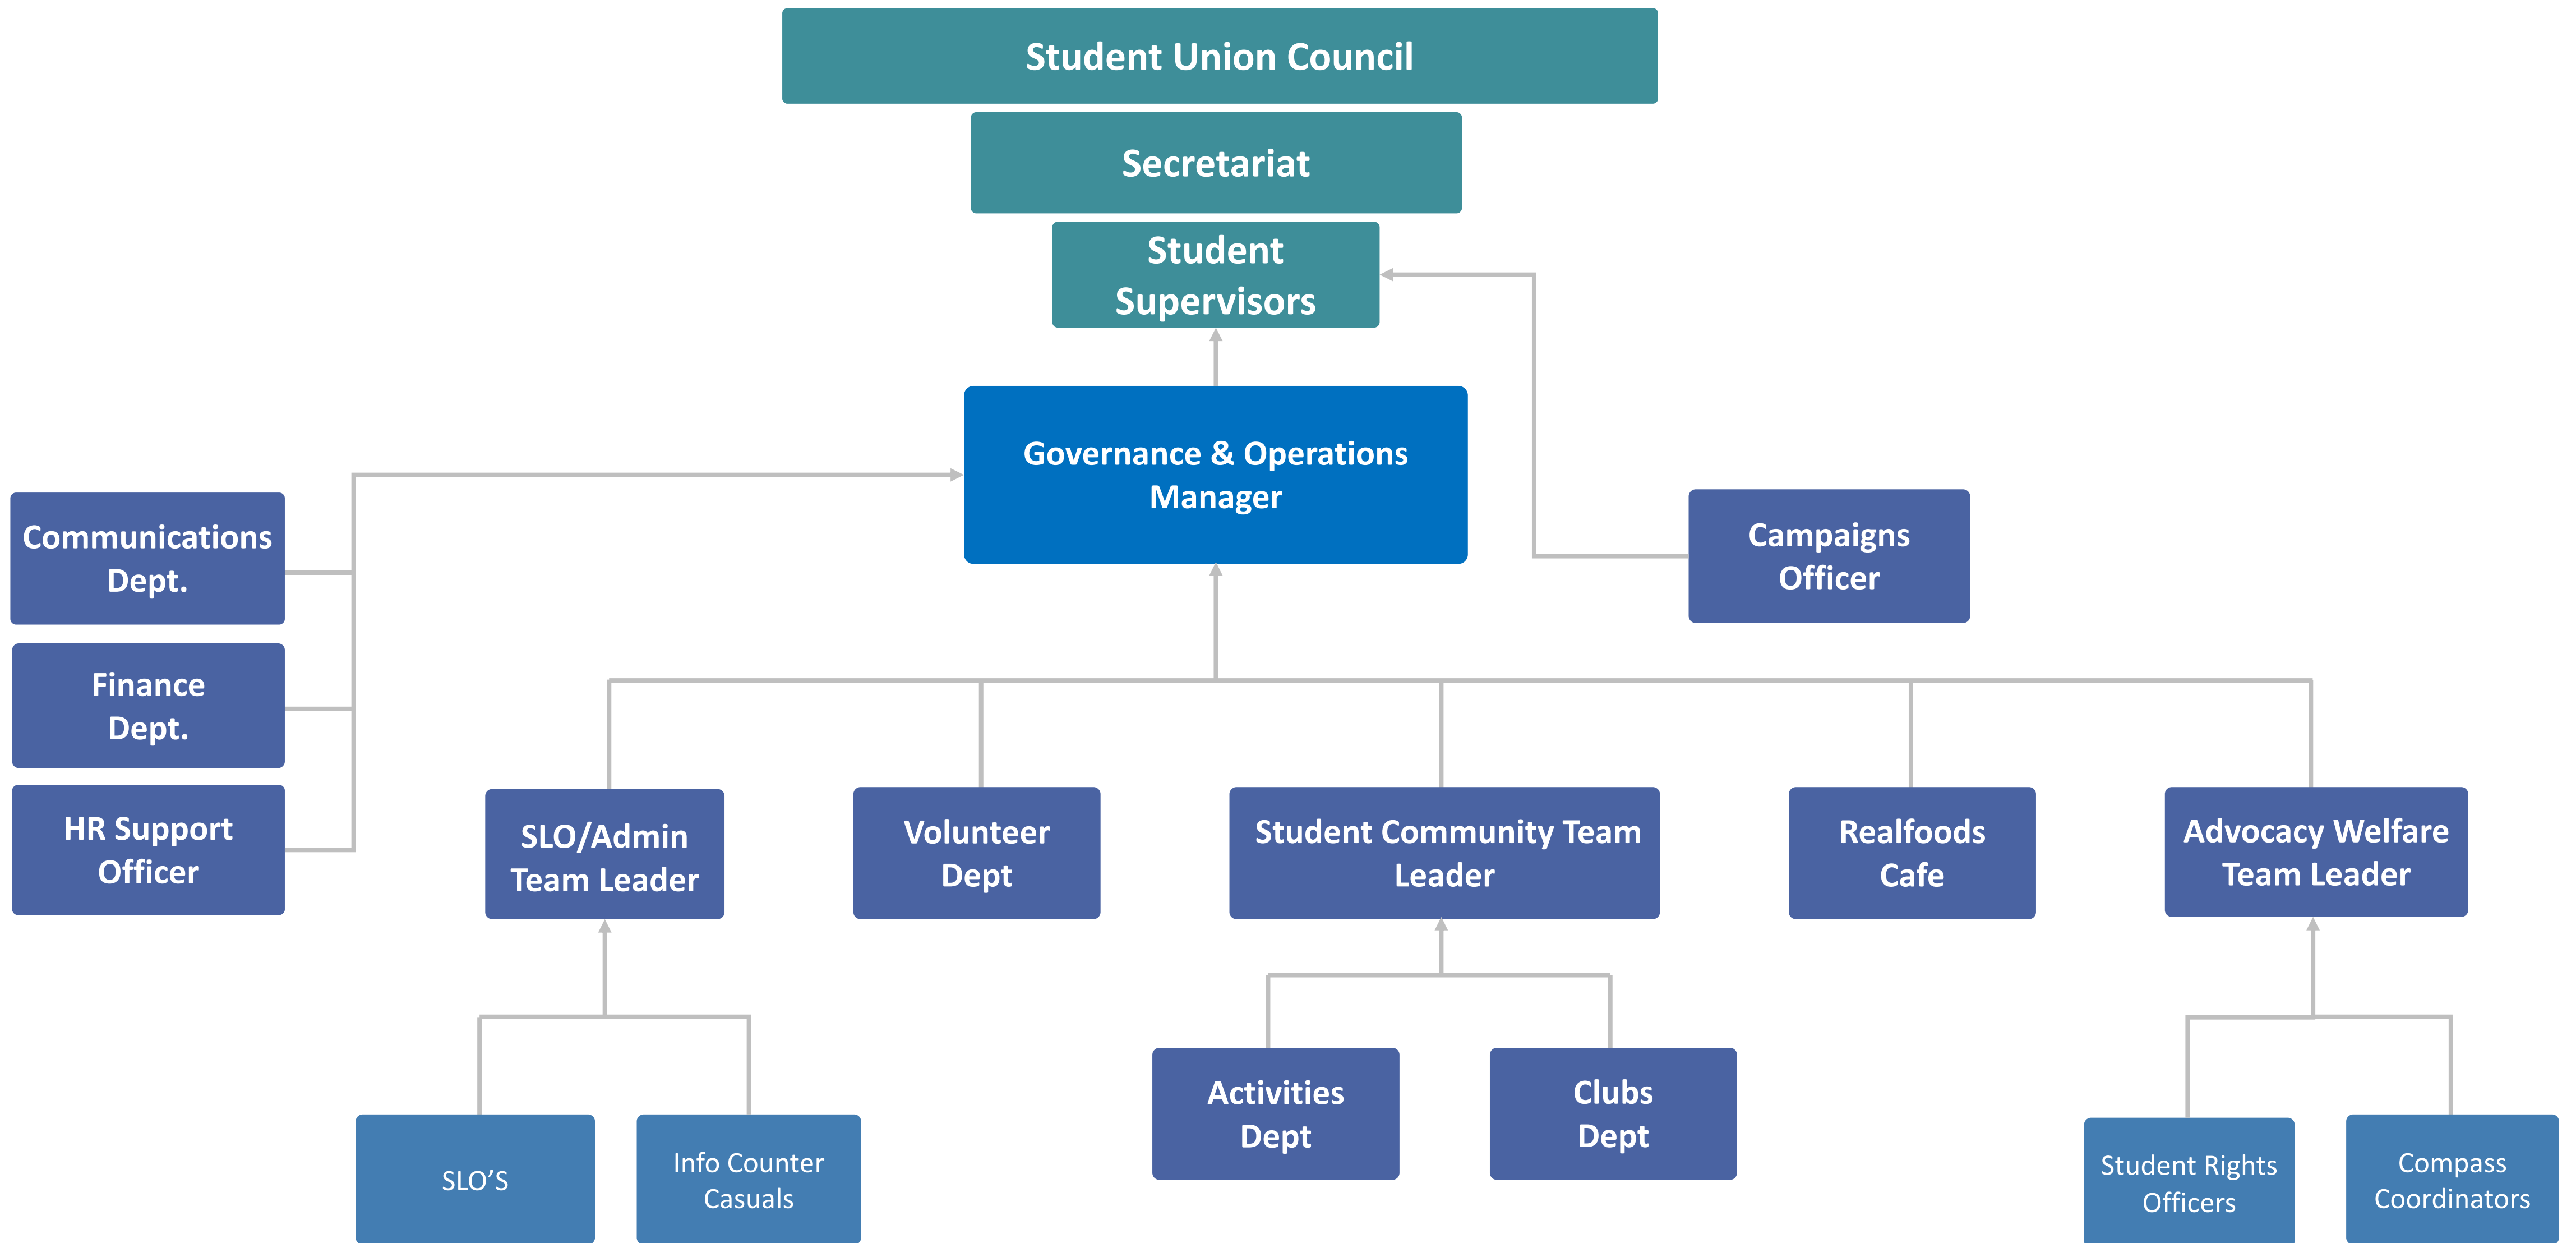 Student Union Council
Secretariat
Student
Supervisors
Governance & Operations
Manager
Communications
Dept.
Campaigns
Officer
Finance
Dept.
HR Support
Officer
SLO/Admin
Team Leader
Volunteer
Dept
Student Community Team
Leader
Realfoods
Cafe
Advocacy Welfare
Team Leader
Activities
Dept
Clubs
Dept
SLO’S
Info Counter
Casuals
Student Rights
Officers
Compass
Coordinators